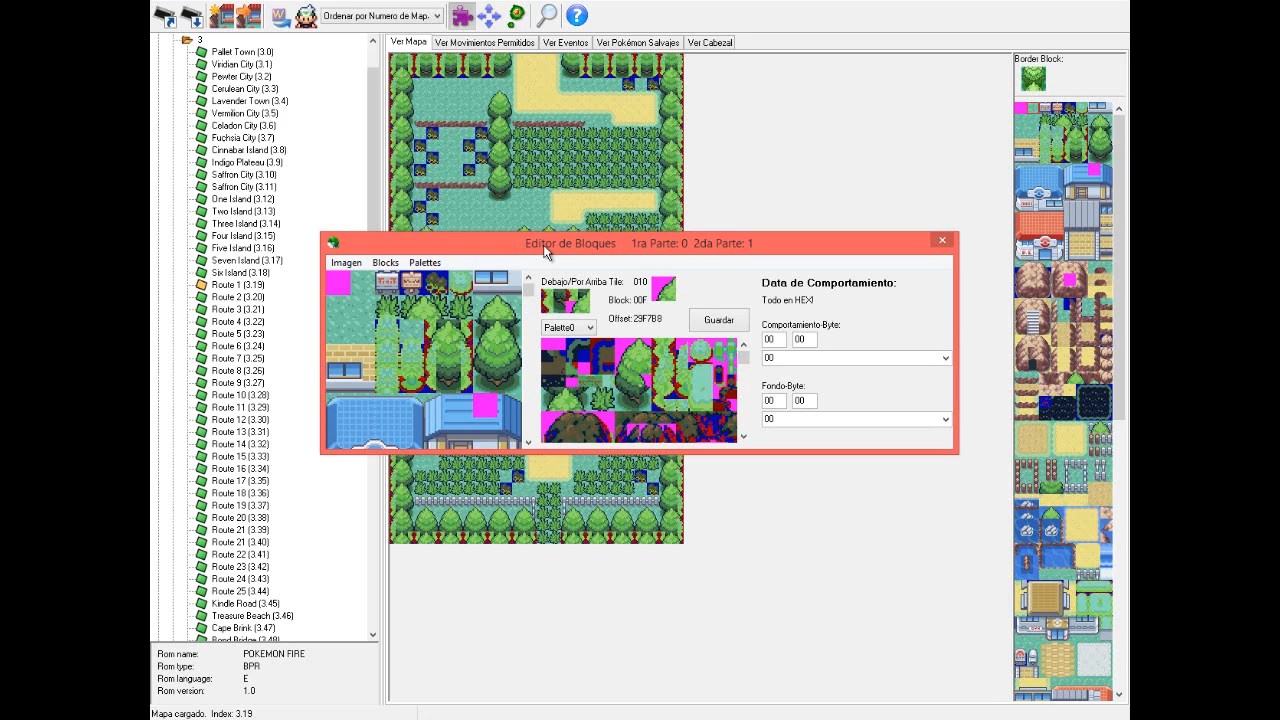 Ordenar por Numero de Map.
3
Pallet Town (3.0)
Viridian City (3.1)
Pewter City (3.2)
Cerulean City (3.3)
Lavender Town (3.4)
Vermilion City (3.5)
Celadon City (3.6)
Fuchsia City (3.7)
Cinnabar Island (3.8)
Indigo Plateau (3.9)
Saffron City (3.10)
Saffron City (3.11)
One Island (3.12)
Two Island (3.13)
Three Island (3.14)
Four Island (3.15)
Five Island (3.16)
Seven Island (3.17)
Six Island (3.18)
Route 1 (3.19)
Route 2 (3.20)
Route 3 (3.21)
Route 4 (3.22)
Route 5 (3.23)
Route 6 (3.24)
Route 7 (3.25)
Route 8 (3.26)
Route 9 (3.27)
Route 10 (3.28)
Route 11 (3.29)
Route 12 (3.30)
Route 13 (3.31)
Route 14 (3.32)
Route 15 (3.33)
Route 16 (3.34)
Route 17 (3.35)
Route 18 (3.36)
Route 19 (3.37)
Route 20 (3.38)
Route 21 (3.39)
Route 21 (3.40)
Route 22 (3.41)
Route 23 (3.42)
Route 24 (3.43)
Route 25 (3.44)
Kindle Road (3.45)
Treasure Beach (3.46)
Cape Brink (3.47)
Bond Bridge (3.48)
Rom name: POKEMON FIRE
Rom type: BPR
Rom language: E
Rom version: 1.0
Mapa cargado. Index: 3.19
Ver Mapa
Ver Movimientos Permitidos
Ver Eventos
Ver Pokémon Salvajes
Ver Cabezal
Border Block:
Editor de Bloques 1ra Parte: 0 2da Parte: 1
Imagen Blocks Palettes
Debajo/Por Arriba Tile: 010
Block: 00F
Offset: 29F7B8
Palette0
Guardar
Data de Comportamiento:
Todo en HEX!
Comportamiento-Byte:
00 00
00
Fondo-Byte:
00 00
00